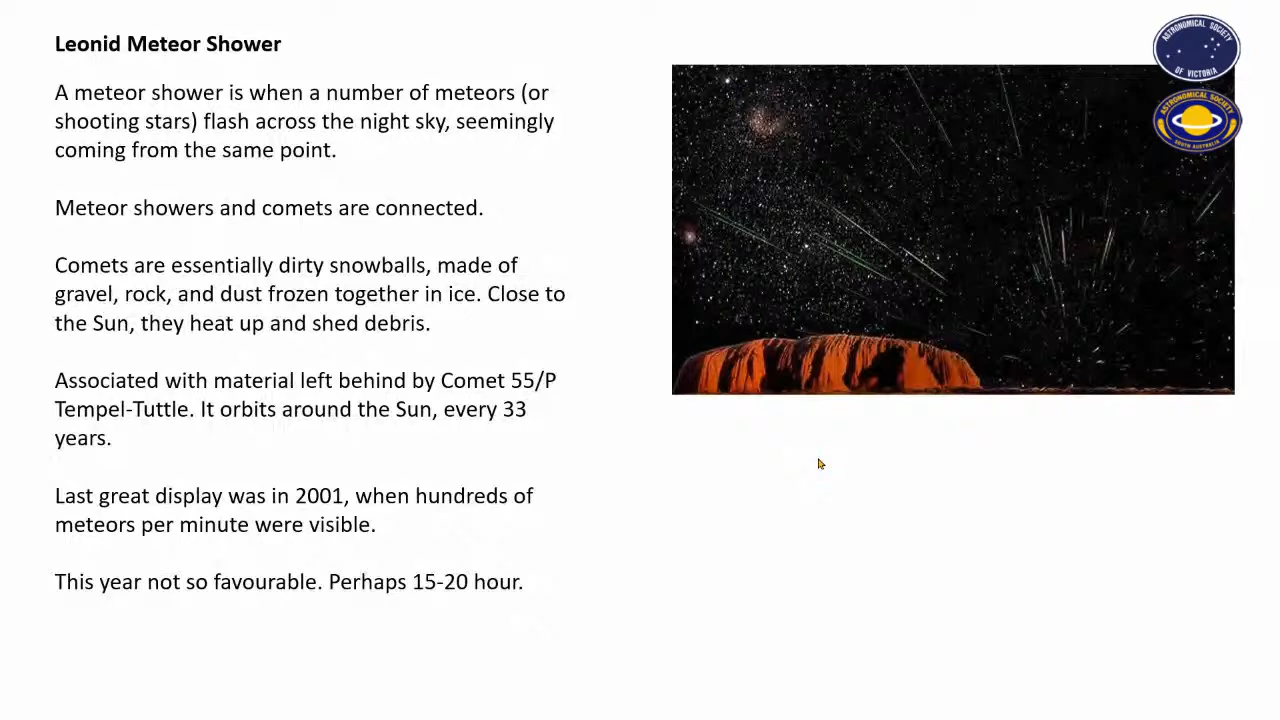 Leonid Meteor Shower
A meteor shower is when a number of meteors (or
shooting stars) flash across the night sky, seemingly
coming from the same point.
Meteor showers and comets are connected.
Comets are essentially dirty snowballs, made of
gravel, rock, and dust frozen together in ice. Close to
the Sun, they heat up and shed debris.
Associated with material left behind by Comet 55/P
Tempel-Tuttle. It orbits around the Sun, every 33
years.
Last great display was in 2001, when hundreds of
meteors per minute were visible.
This year not so favourable. Perhaps 15-20 hour.
ASTRONOMICAL SOCIETY
OF VICTORIA
ASTRONOMICAL SOCIETY
SOUTH AUSTRALIA